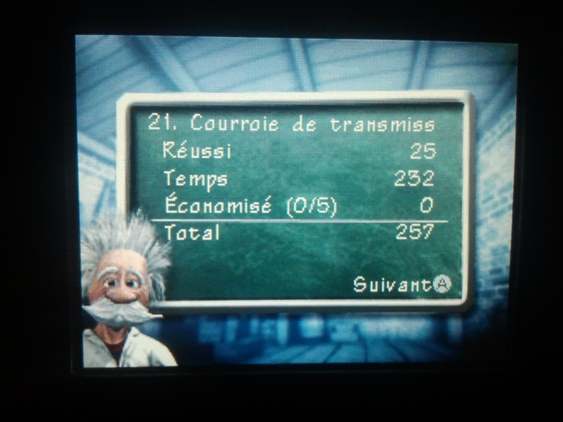 21. Courroie de transmiss
Réussi 25
Temps 232
Économisé (0/5) 0
Total 257
Suivant A